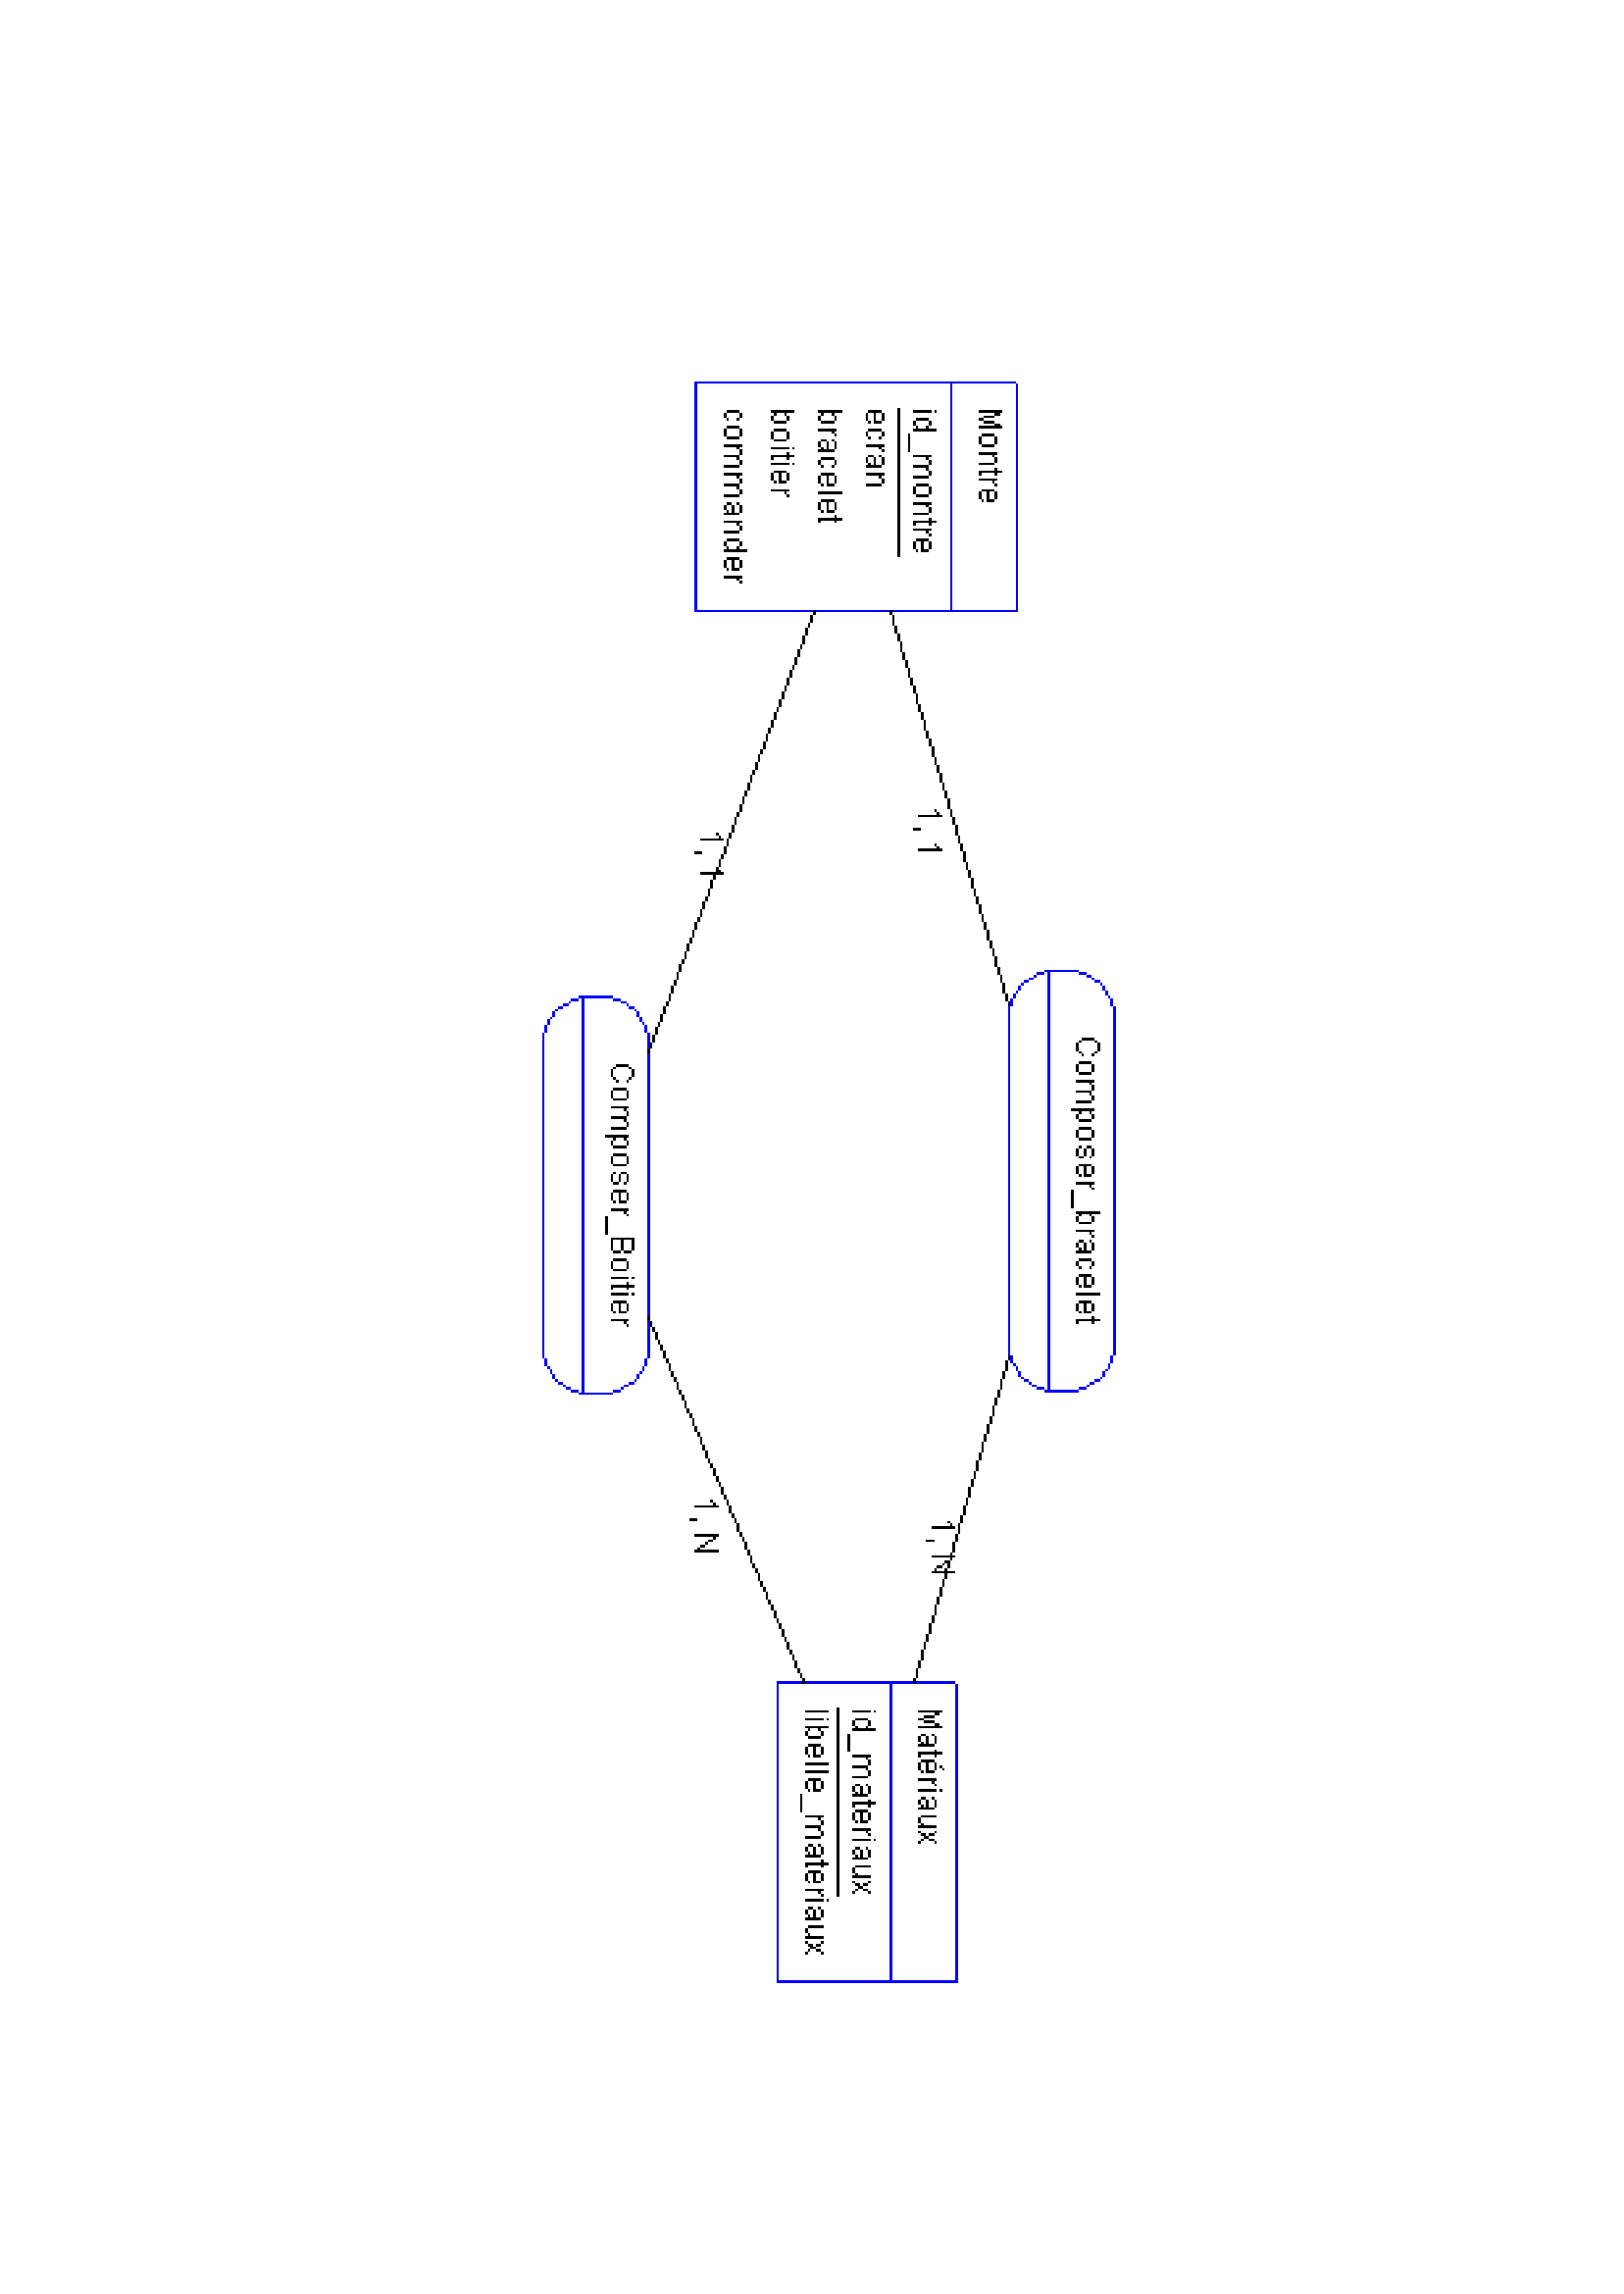 Composer_bracelet
Montre
id_montre
ecran
bracelet
boitier
commander
1,1
1,N
Matériaux
id_materiaux
libelle_materiaux
1,1
1,N
Composer_Boitier